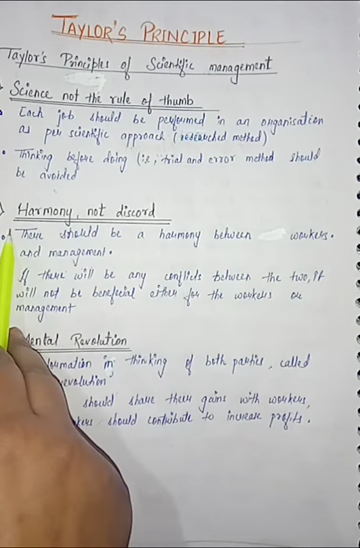 TAYLOR'S PRINCIPLE
Taylor's Principles of Scientific management
Science not the rule of thumb
Each job should be performed in an organisation
as per scientific approach (researched method)
• Thinking before doing (i.e; trial and error method should
be avoided
Harmony, not discord
There should be a harmony between workers.
and management.
If there will be any conflicts between the two, it
will not be beneficial either for the workers or
management
Mental Revolution
in thinking of both parties, called
should share their gains with workers,
should contribute to increase profits.